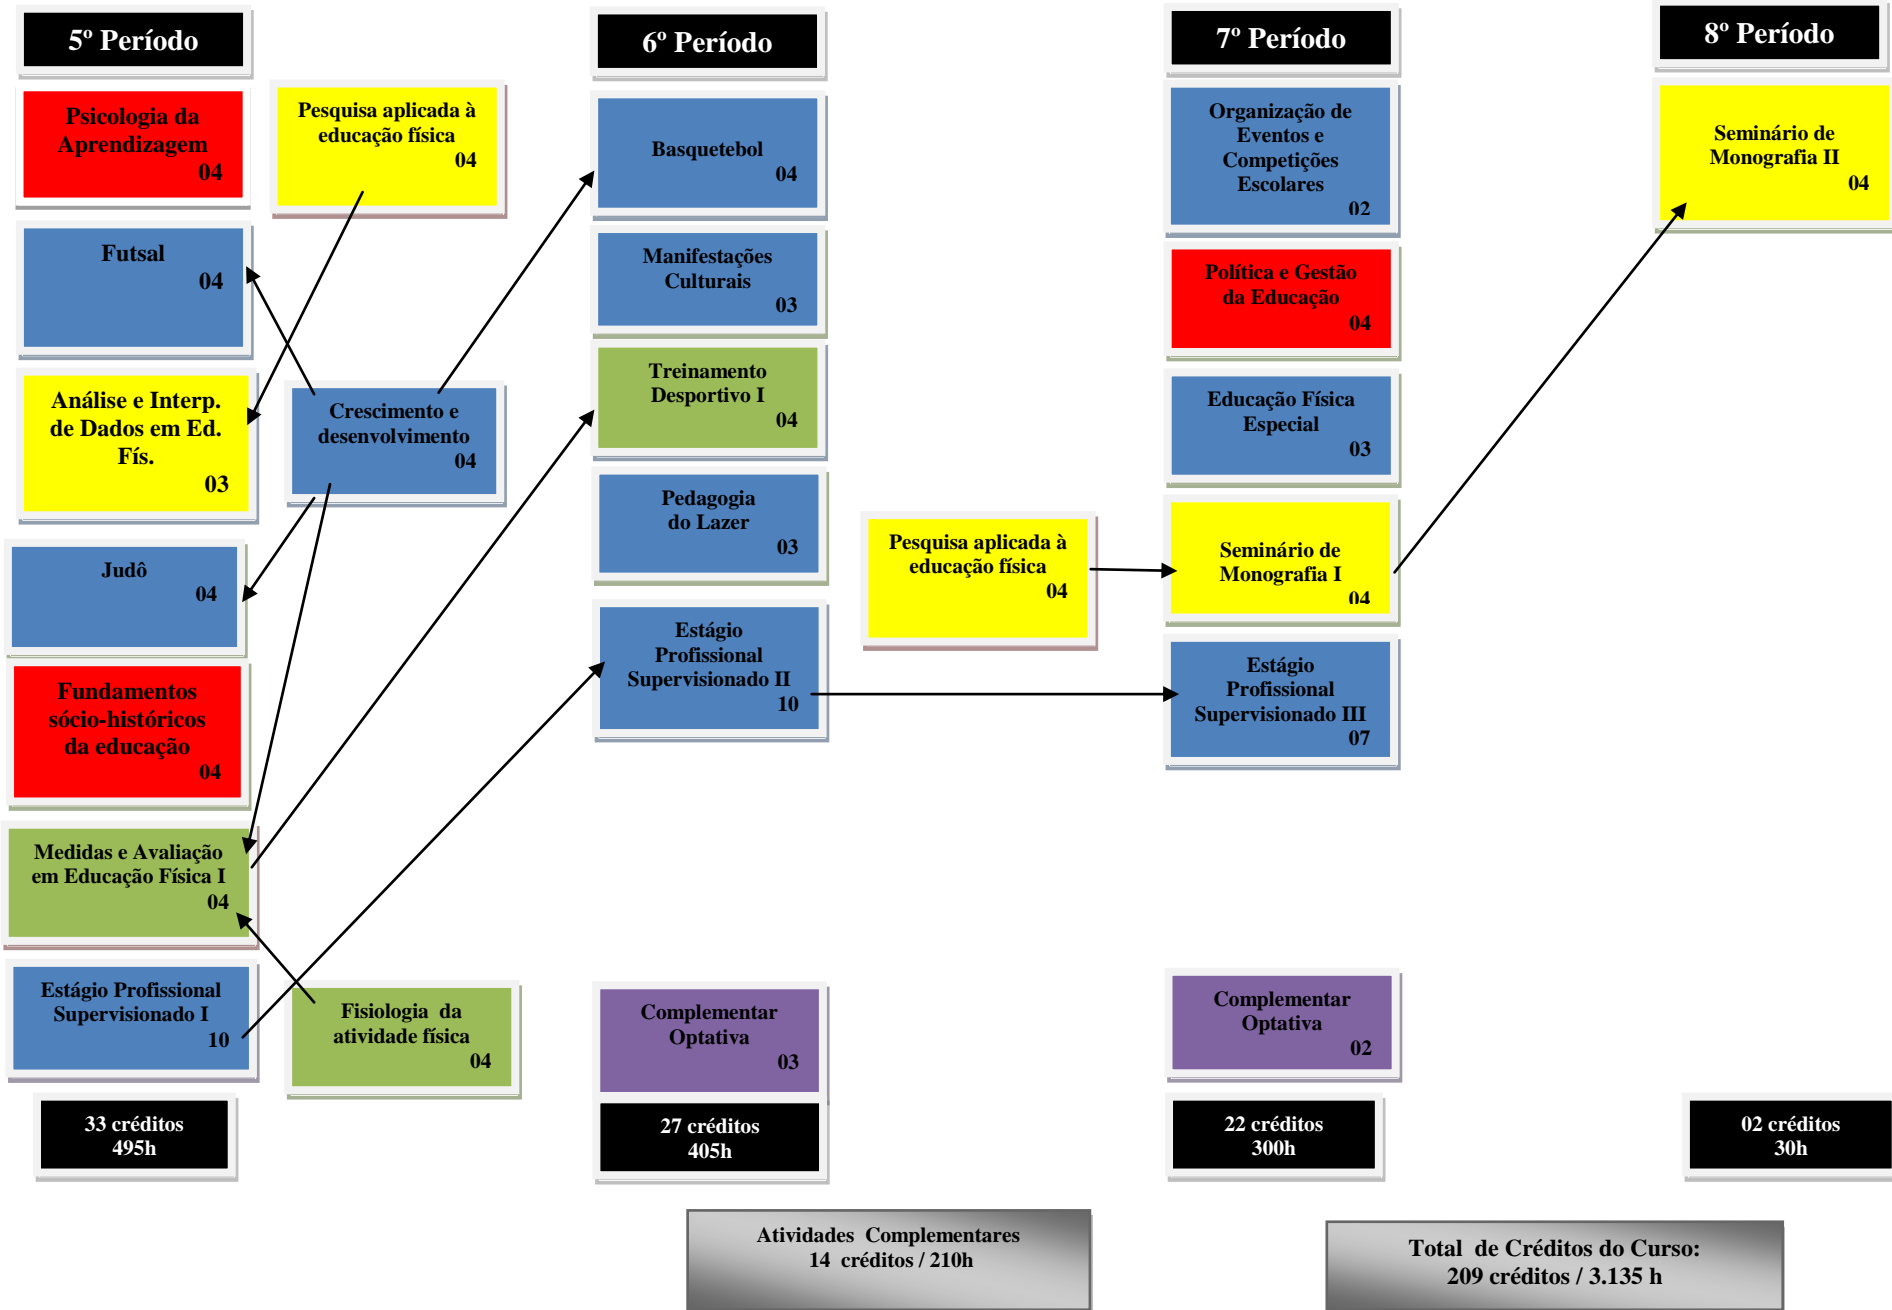 5º Período
Psicologia da
Aprendizagem
04
Pesquisa aplicada à
educação física
04
Futsal
04
Análise e Interp.
de Dados em Ed.
Fís.
03
Crescimento e
desenvolvimento
04
Judô
04
Fundamentos
sócio-históricos
da educação
04
Medidas e Avaliação
em Educação Física I
04
Estágio Profissional
Supervisionado I
10
Fisiologia da
atividade física
04
33 créditos
495h
6º Período
Basquetebol
04
Manifestações
Culturais
03
Treinamento
Desportivo I
04
Pedagogia
do Lazer
03
Estágio
Profissional
Supervisionado II
10
Complementar
Optativa
03
27 créditos
405h
Pesquisa aplicada à
educação física
04
7º Período
Organização de
Eventos e
Competições
Escolares
02
Política e Gestão
da Educação
04
Educação Física
Especial
03
Seminário de
Monografia I
04
Estágio
Profissional
Supervisionado III
07
Complementar
Optativa
02
22 créditos
300h
8º Período
Seminário de
Monografia II
04
02 créditos
30h
Atividades Complementares
14 créditos / 210h
Total de Créditos do Curso:
209 créditos / 3.135 h